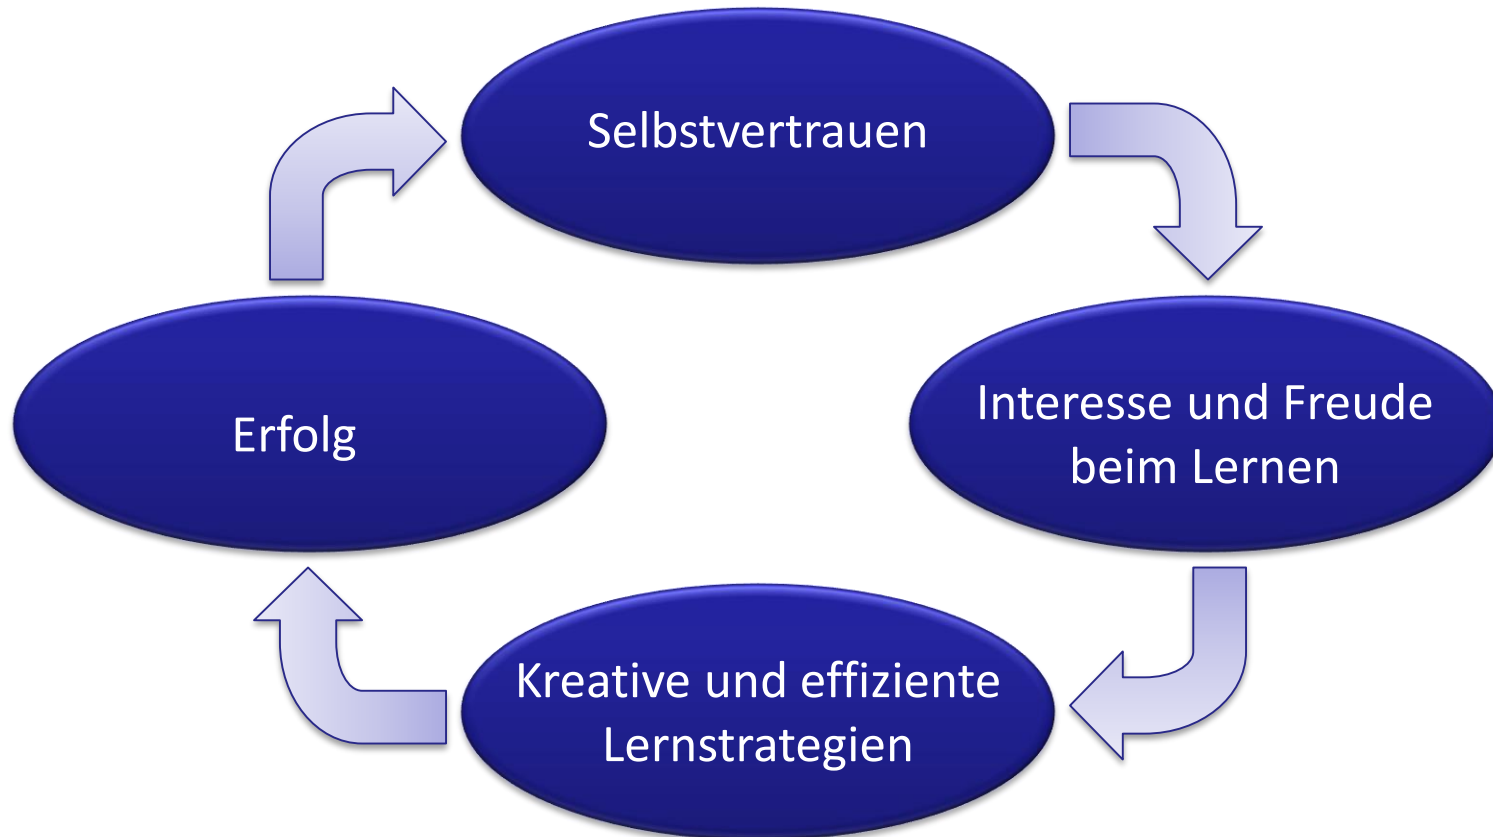 Selbstvertrauen
Interesse und Freude
beim Lernen
Kreative und effiziente
Lernstrategien
Erfolg